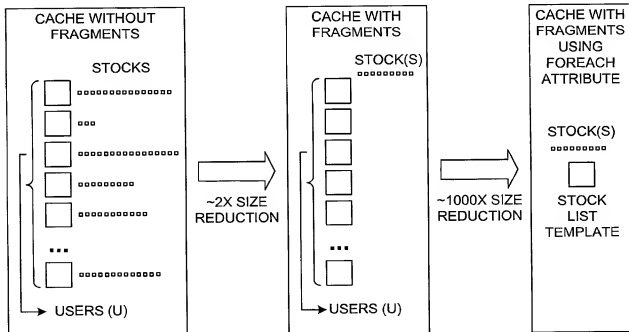 CACHE WITHOUT
FRAGMENTS
STOCKS
...
USERS (U)
~2X SIZE
REDUCTION
CACHE WITH
FRAGMENTS
STOCK(S)
...
USERS (U)
~1000X SIZE
REDUCTION
CACHE WITH
FRAGMENTS
USING
FOREACH
ATTRIBUTE
STOCK(S)
STOCK
LIST
TEMPLATE